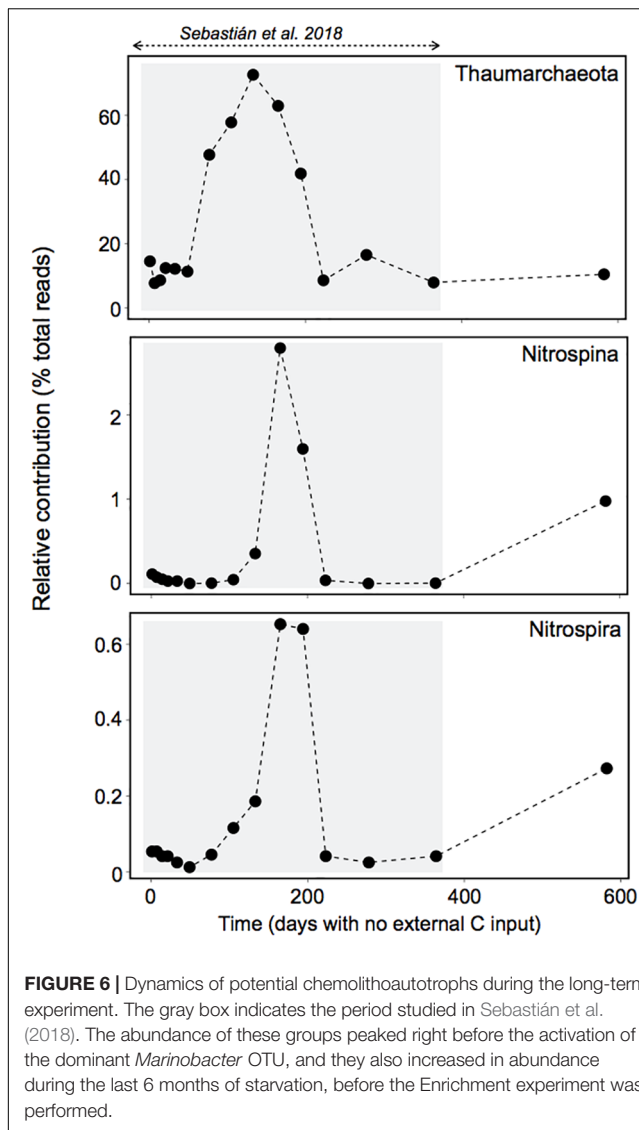 Sebastián et al. 2018
Thaumarchaeota
60
40
20
0
Nitrospina
2
1
0
Nitrospira
0.6
0.4
0.2
0
Relative contribution (% total reads)
0 200 400 600
Time (days with no external C input)
FIGURE 6 | Dynamics of potential chemolithoautotrophs during the long-term
experiment. The gray box indicates the period studied in Sebastián et al.
(2018). The abundance of these groups peaked right before the activation of
the dominant Marinobacter OTU, and they also increased in abundance
during the last 6 months of starvation, before the Enrichment experiment was
performed.